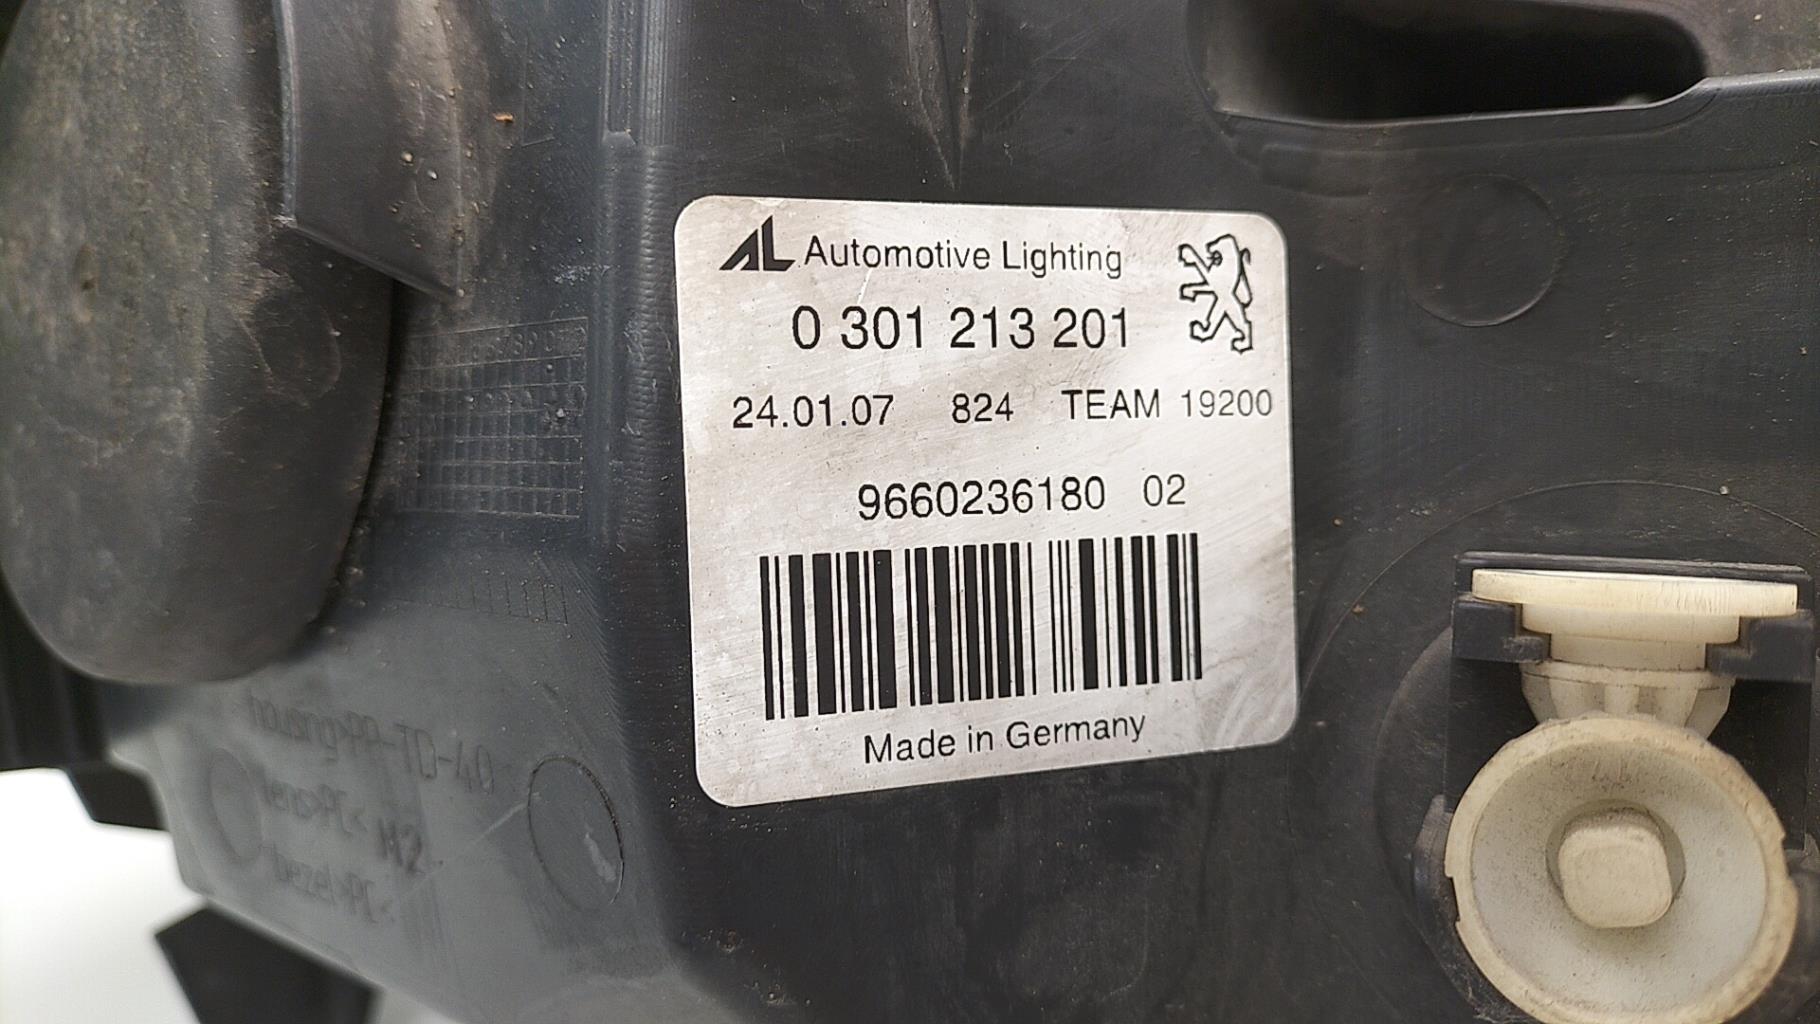 AL Automotive Lighting
0 301 213 201
24.01.07 824 TEAM 19200
9660236180 02
Made in Germany
housing>PP-TD-40
lens>PC<
M2
bezel>PC<